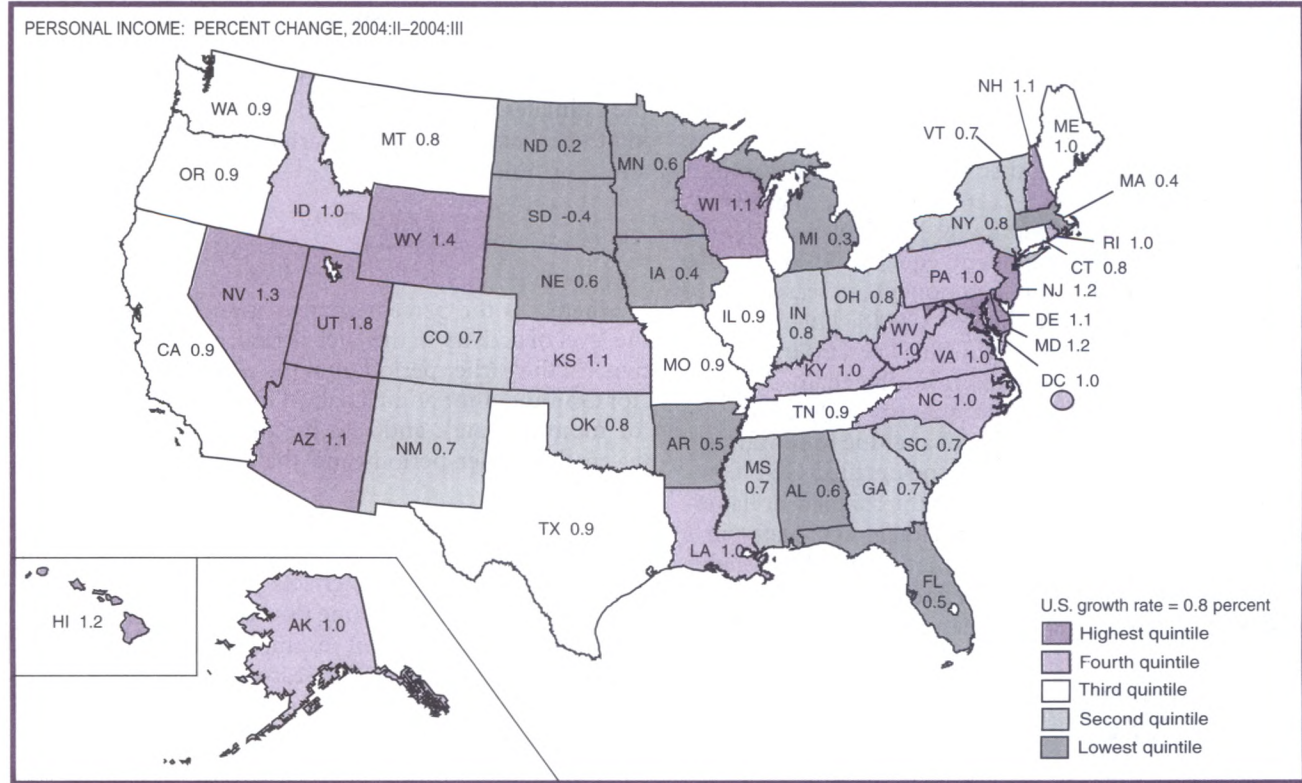 PERSONAL INCOME: PERCENT CHANGE, 2004:II–2004:III
WA 0.9
OR 0.9
CA 0.9
ID 1.0
NV 1.3
MT 0.8
WY 1.4
UT 1.8
AZ 1.1
CO 0.7
NM 0.7
ND 0.2
SD -0.4
NE 0.6
KS 1.1
OK 0.8
TX 0.9
MN 0.6
IA 0.4
MO 0.9
AR 0.5
LA 1.0
WI 1.1
IL 0.9
MI 0.3
IN
0.8
OH 0.8
KY 1.0
TN 0.9
MS
0.7
AL 0.6
GA 0.7
FL
0.5
SC 0.7
NC 1.0
VA 1.0
WV
1.0
PA 1.0
NY 0.8
VT 0.7
NH 1.1
ME
1.0
MA 0.4
RI 1.0
CT 0.8
NJ 1.2
DE 1.1
MD 1.2
DC 1.0
HI 1.2
AK 1.0
U.S. growth rate = 0.8 percent
Highest quintile
Fourth quintile
Third quintile
Second quintile
Lowest quintile